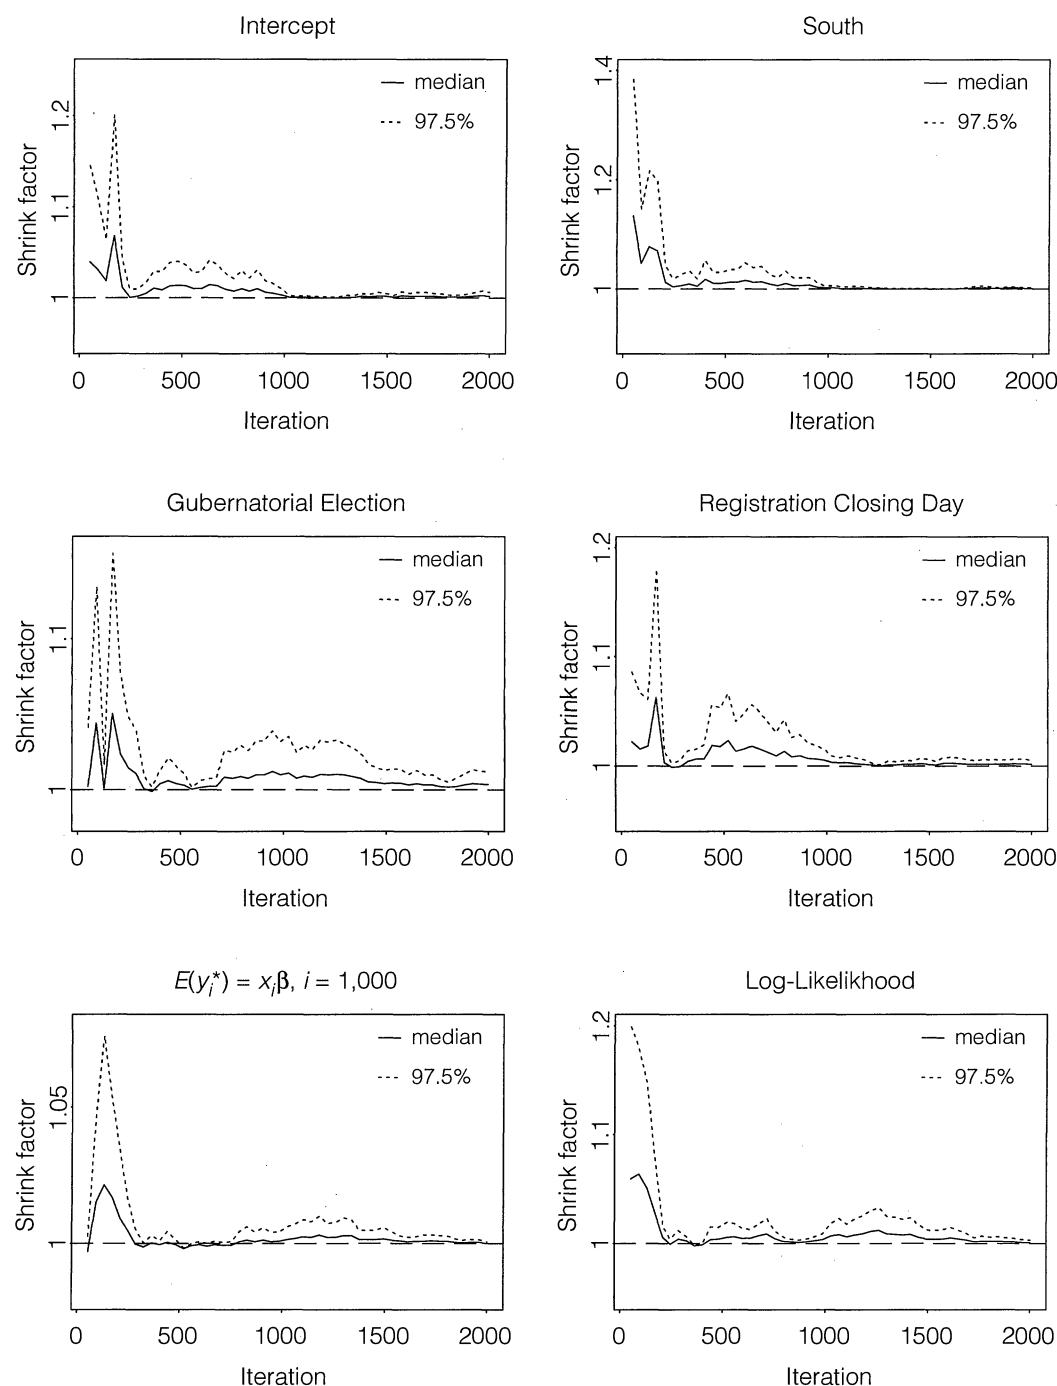 Intercept
South
median
97.5%
Shrink factor
1
1.1
1.2
0 500 1000 1500 2000
Iteration
median
97.5%
Shrink factor
1
1.2
1.4
0 500 1000 1500 2000
Iteration
Gubernatorial Election
Registration Closing Day
median
97.5%
Shrink factor
1
1.1
0 500 1000 1500 2000
Iteration
median
97.5%
Shrink factor
1
1.1
1.2
0 500 1000 1500 2000
Iteration
E(y_i^*) = x_iβ, i = 1,000
Log-Likelikhood
median
97.5%
Shrink factor
1
1.05
0 500 1000 1500 2000
Iteration
median
97.5%
Shrink factor
1
1.1
1.2
0 500 1000 1500 2000
Iteration